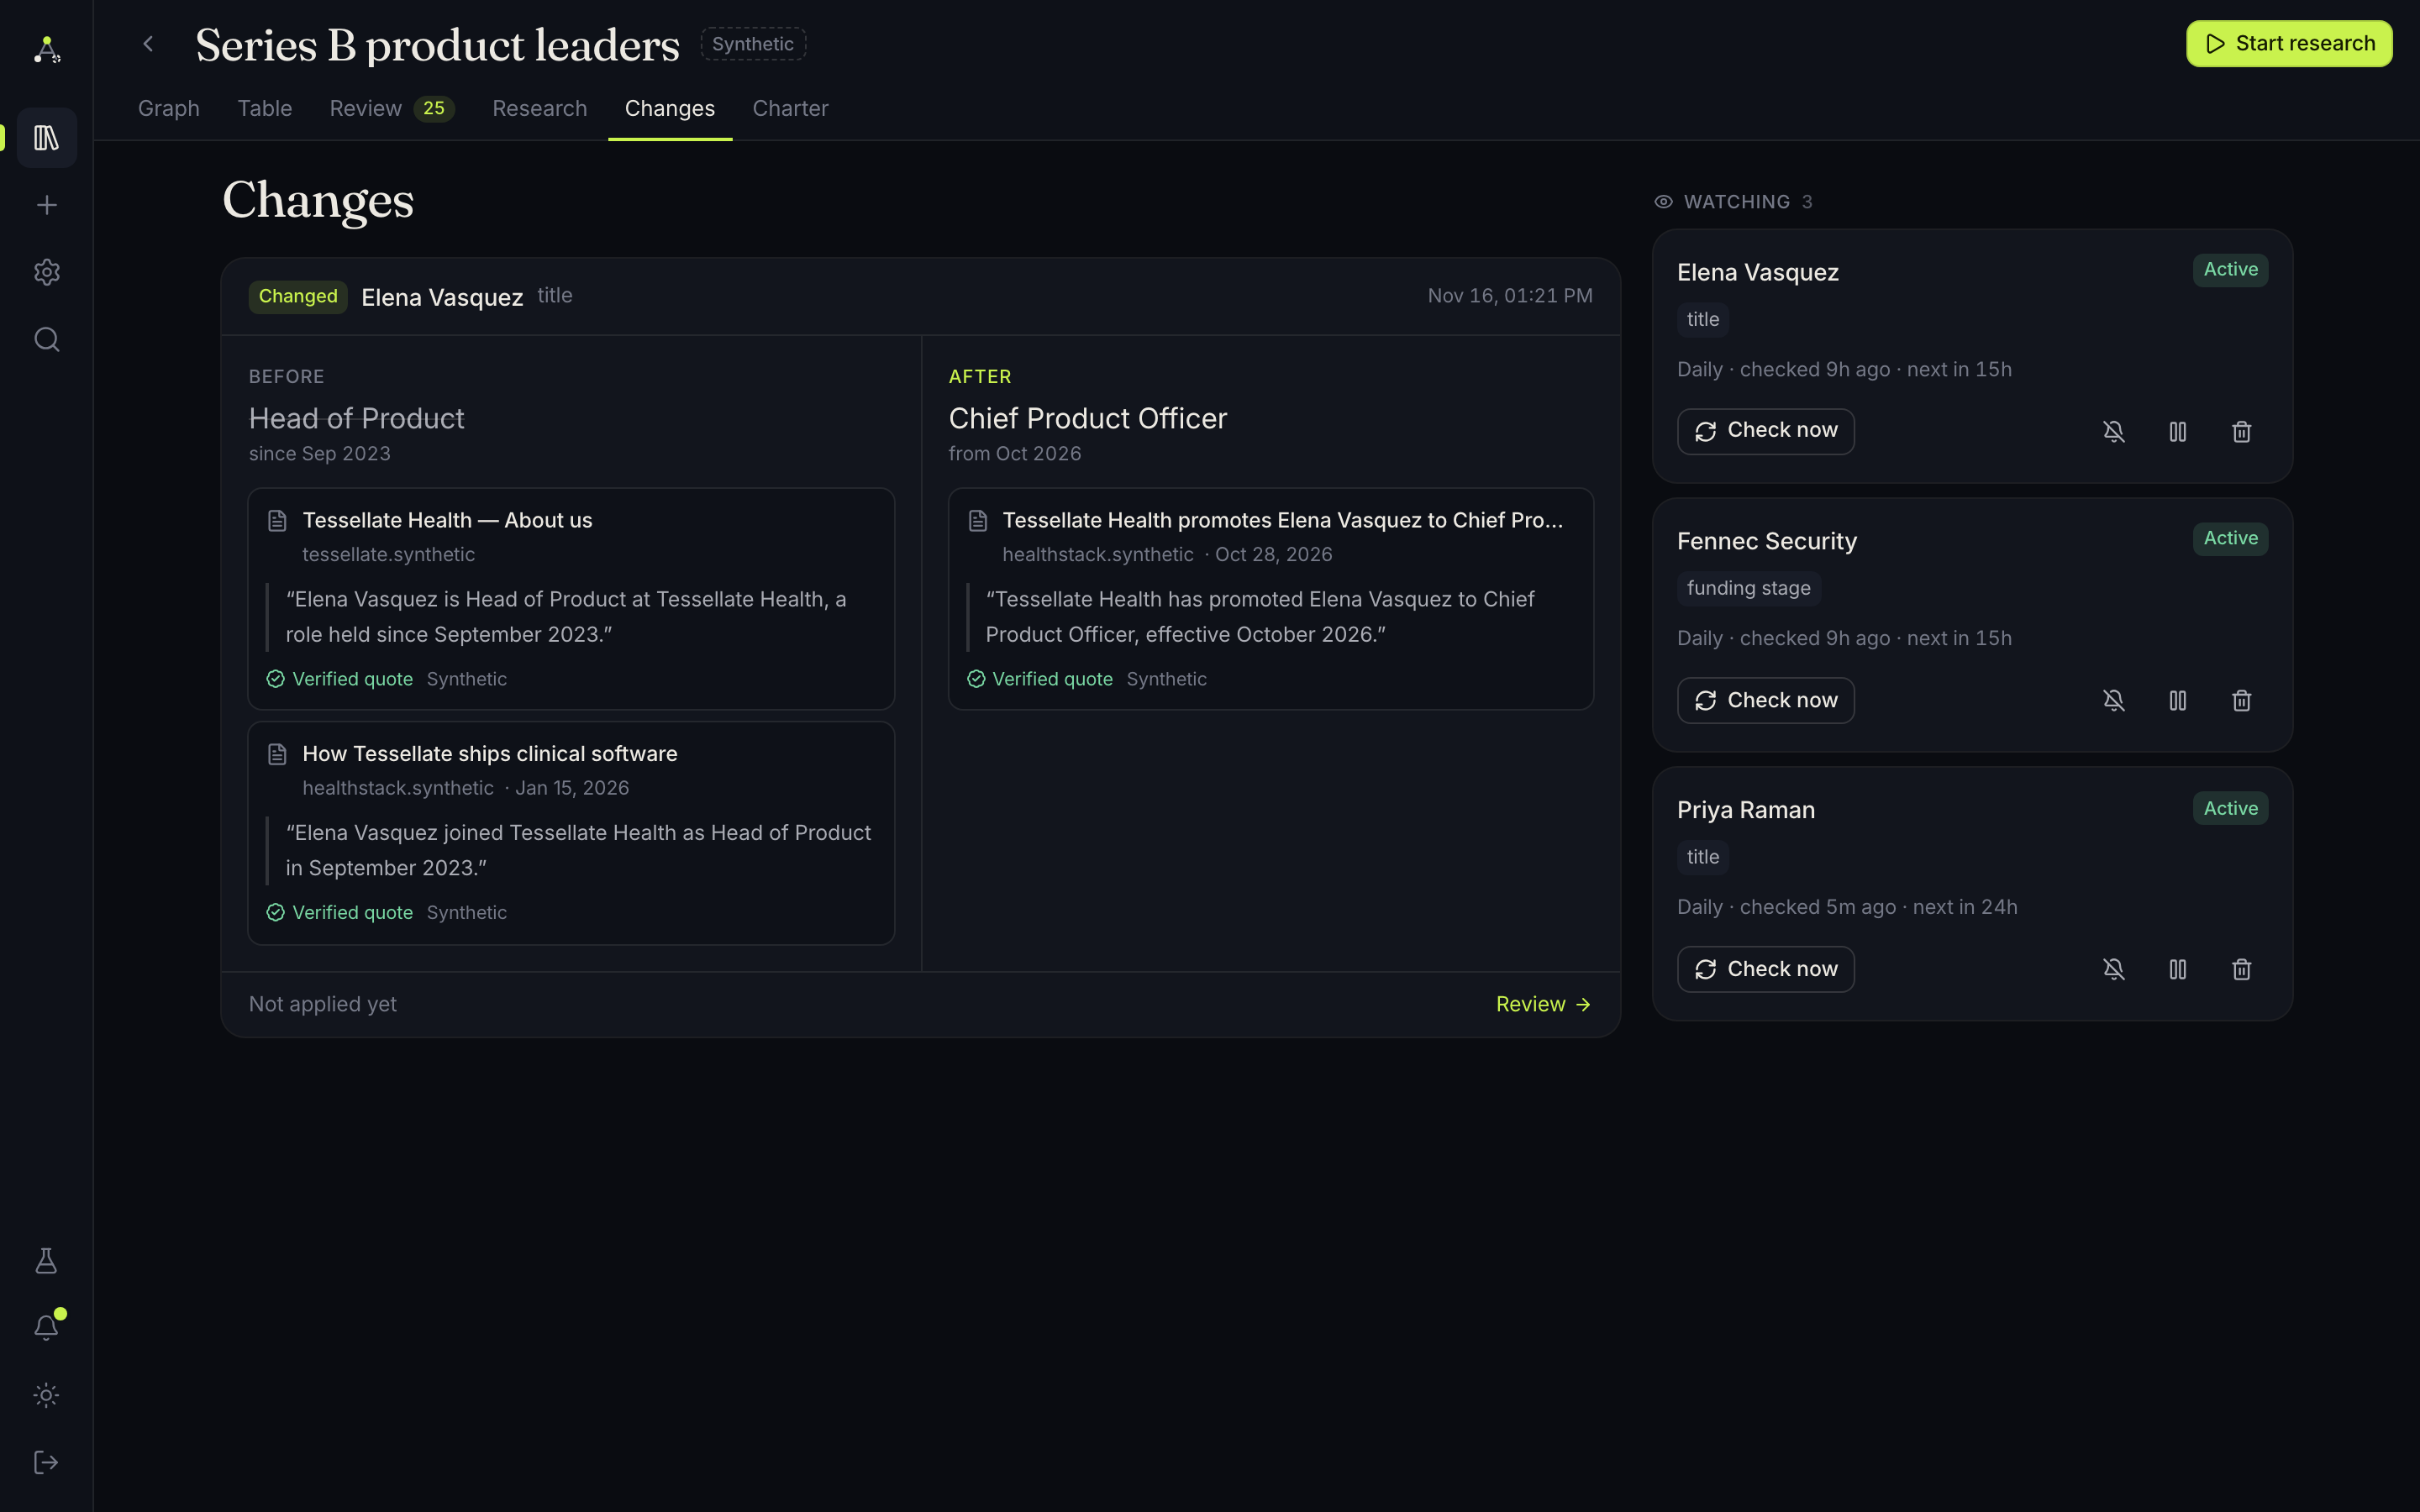 Series B product leaders
Synthetic
Start research
Graph
Table
Review 25
Research
Changes
Charter
Changes
Changed Elena Vasquez title
Nov 16, 01:21 PM
BEFORE
Head of Product
since Sep 2023
Tessellate Health — About us
tessellate.synthetic
“Elena Vasquez is Head of Product at Tessellate Health, a
role held since September 2023.”
Verified quote Synthetic
How Tessellate ships clinical software
healthstack.synthetic · Jan 15, 2026
“Elena Vasquez joined Tessellate Health as Head of Product
in September 2023.”
Verified quote Synthetic
AFTER
Chief Product Officer
from Oct 2026
Tessellate Health promotes Elena Vasquez to Chief Pro...
healthstack.synthetic · Oct 28, 2026
“Tessellate Health has promoted Elena Vasquez to Chief
Product Officer, effective October 2026.”
Verified quote Synthetic
Not applied yet
Review →
WATCHING 3
Elena Vasquez
Active
title
Daily · checked 9h ago · next in 15h
Check now
Fennec Security
Active
funding stage
Daily · checked 9h ago · next in 15h
Check now
Priya Raman
Active
title
Daily · checked 5m ago · next in 24h
Check now